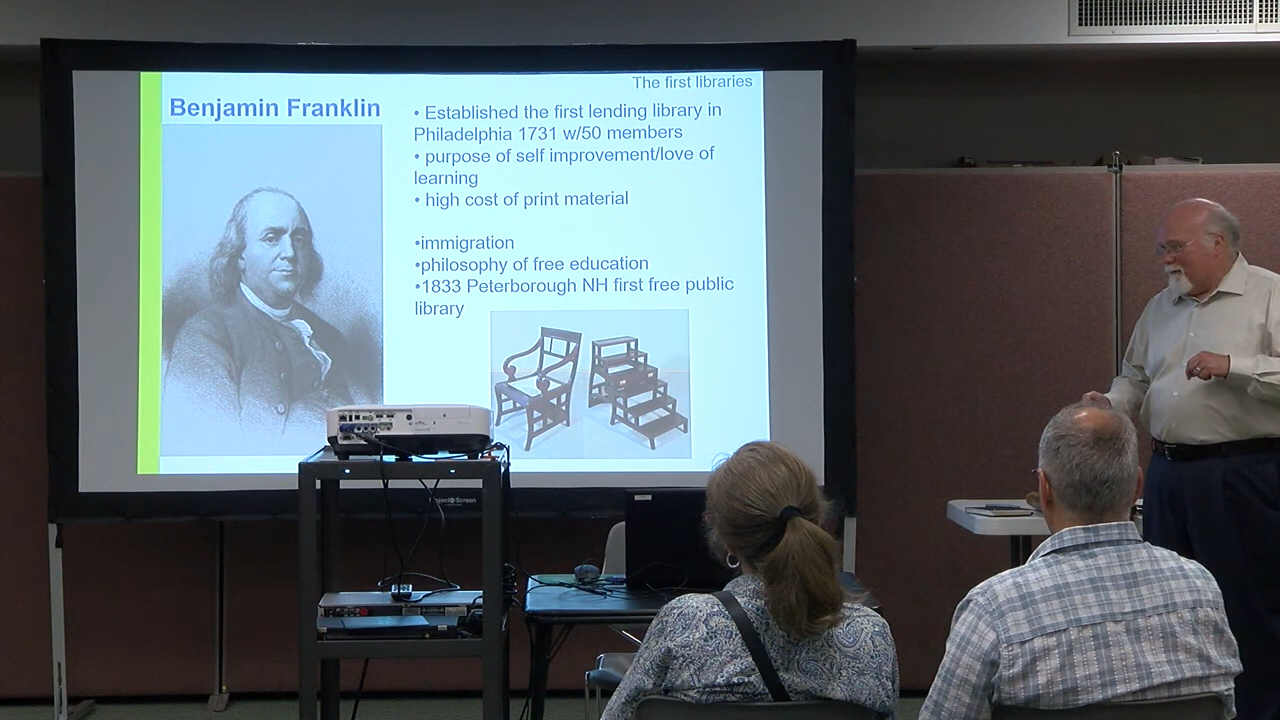 The first libraries
Benjamin Franklin
• Established the first lending library in
Philadelphia 1731 w/50 members
• purpose of self improvement/love of
learning
• high cost of print material
•immigration
•philosophy of free education
•1833 Peterborough NH first free public
library
Screen